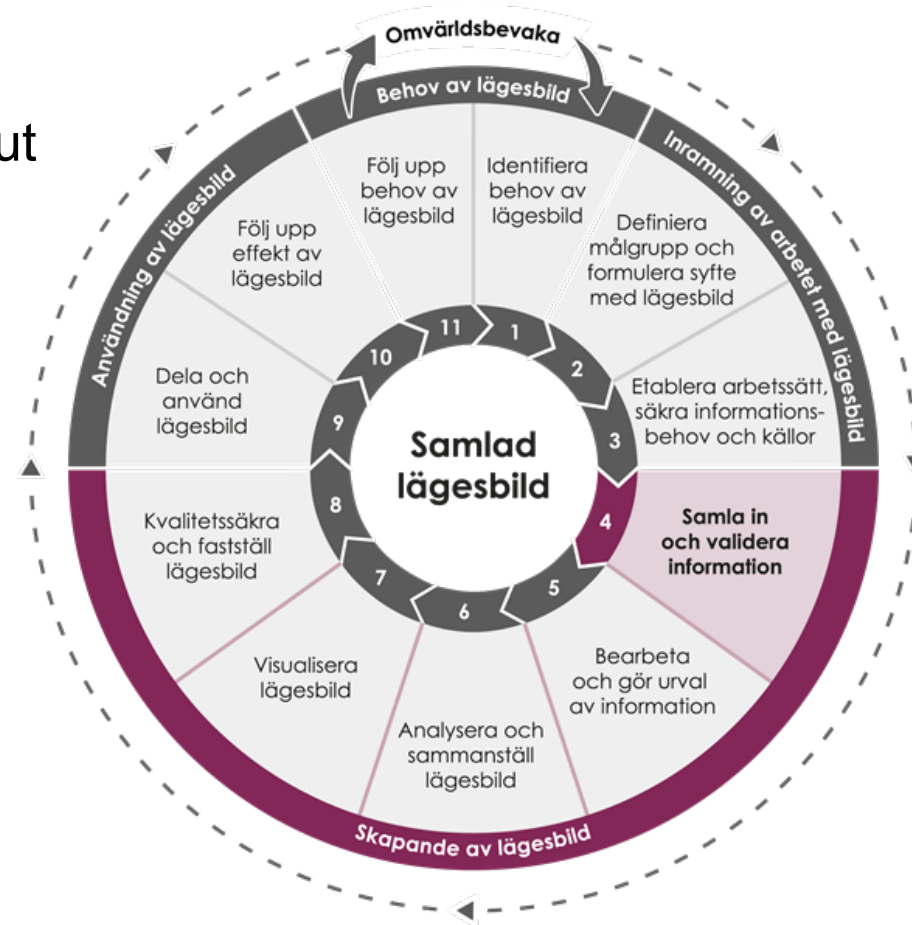 Omvärldsbevaka
Behov av lägesbild
ut
Användning av lägesbild
Inramning av arbetet med lägesbild
Följ upp
behov av
lägesbild
Identifiera
behov av
lägesbild
Definiera
målgrupp och
formulera syfte
med lägesbild
Följ upp
effekt av
lägesbild
Dela och
använd
lägesbild
Etablera arbetssätt,
säkra informations-
behov och källor
11
1
10
2
9
3
8
4
7
5
6
Samlad
lägesbild
Kvalitetssäkra
och fastställ
lägesbild
Samla in
och validera
information
Visualisera
lägesbild
Bearbeta
och gör urval
av information
Analysera och
sammanställ
lägesbild
Skapande av lägesbild